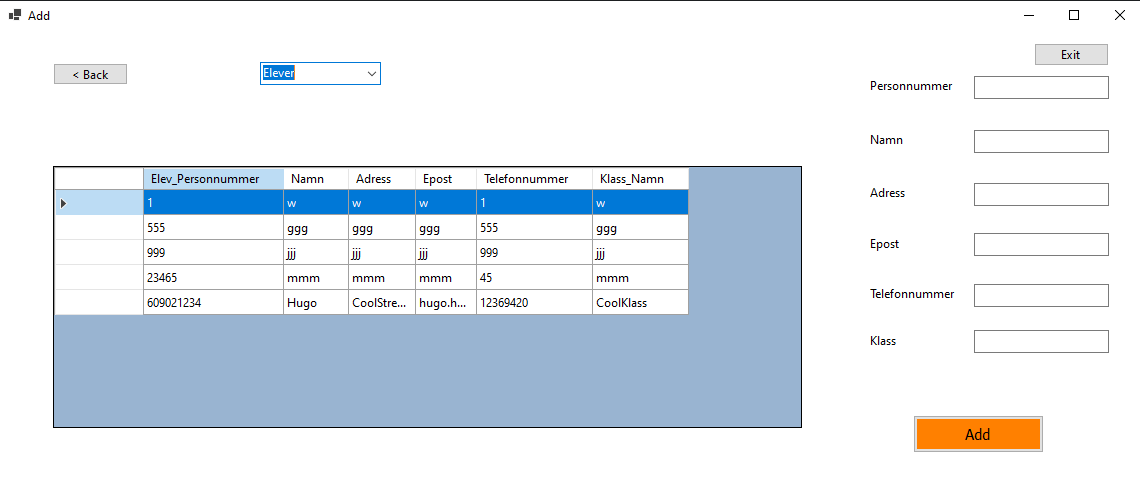 Add
Exit
< Back
Elever
Personnummer
Namn
Adress
Epost
Telefonnummer
Klass
Elev_Personnummer Namn Adress Epost Telefonnummer Klass_Namn
1 w w w 1 w
555 ggg ggg ggg 555 ggg
999 jjj jjj jjj 999 jjj
23465 mmm mmm mmm 45 mmm
609021234 Hugo CoolStre... hugo.h... 12369420 CoolKlass
Add